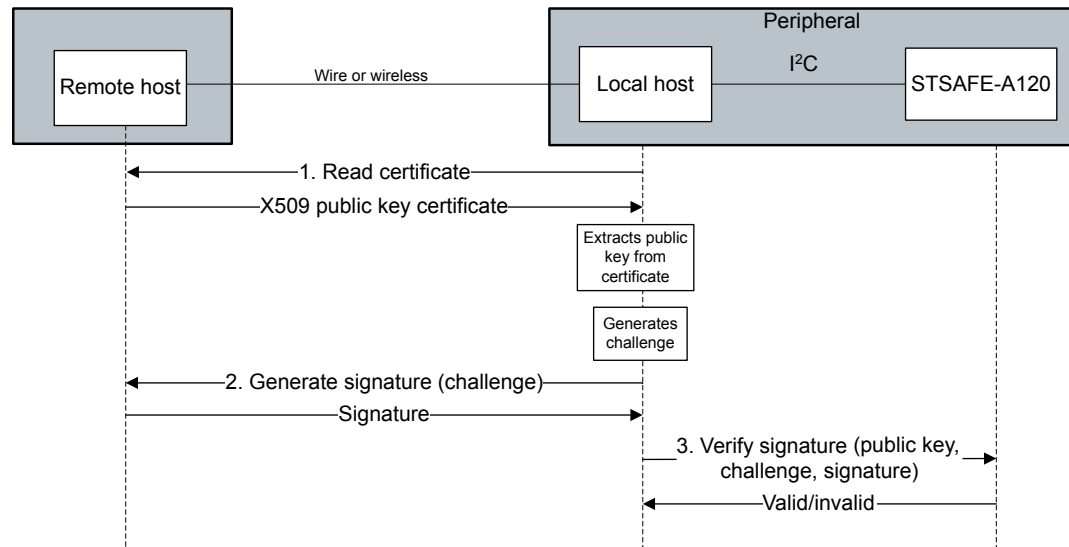 Peripheral
Remote host
Wire or wireless
Local host
I²C
STSAFE-A120
1. Read certificate
X509 public key certificate
Extracts public
key from
certificate
Generates
challenge
2. Generate signature (challenge)
Signature
3. Verify signature (public key,
challenge, signature)
Valid/invalid